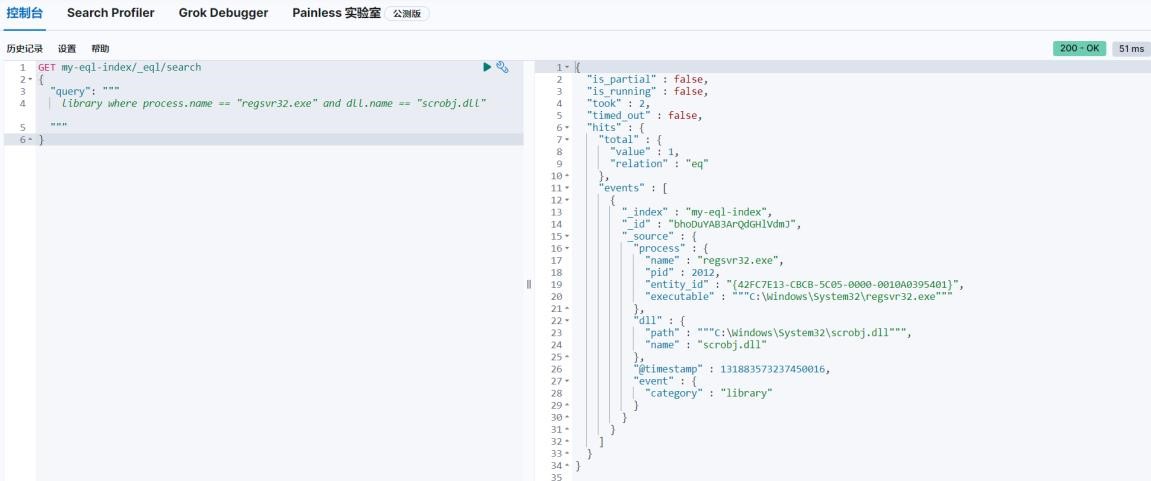 控制台 Search Profiler Grok Debugger Painless 实验室 公测版
历史记录 设置 帮助 200 - OK 51 ms
1 GET my-eql-index/_eql/search
2 {
3 "query": """
4 library where process.name == "regsvr32.exe" and dll.name == "scrobj.dll"
5 """
6 }
1 {
2 "is_partial" : false,
3 "is_running" : false,
4 "took" : 2,
5 "timed_out" : false,
6 "hits" : {
7 "total" : {
8 "value" : 1,
9 "relation" : "eq"
10 },
11 "events" : [
12 {
13 "_index" : "my-eql-index",
14 "_id" : "bhoDuYAB3ArQdGHlVdmJ",
15 "_source" : {
16 "process" : {
17 "name" : "regsvr32.exe",
18 "pid" : 2012,
19 "entity_id" : "{42FC7E13-CBCB-5C05-0000-0010A0395401}",
20 "executable" : """C:\Windows\System32\regsvr32.exe"""
21 },
22 "dll" : {
23 "path" : """C:\Windows\System32\scrobj.dll""",
24 "name" : "scrobj.dll"
25 },
26 "@timestamp" : 131883573237450016,
27 "event" : {
28 "category" : "library"
29 }
30 }
31 }
32 ]
33 }
34 }
35